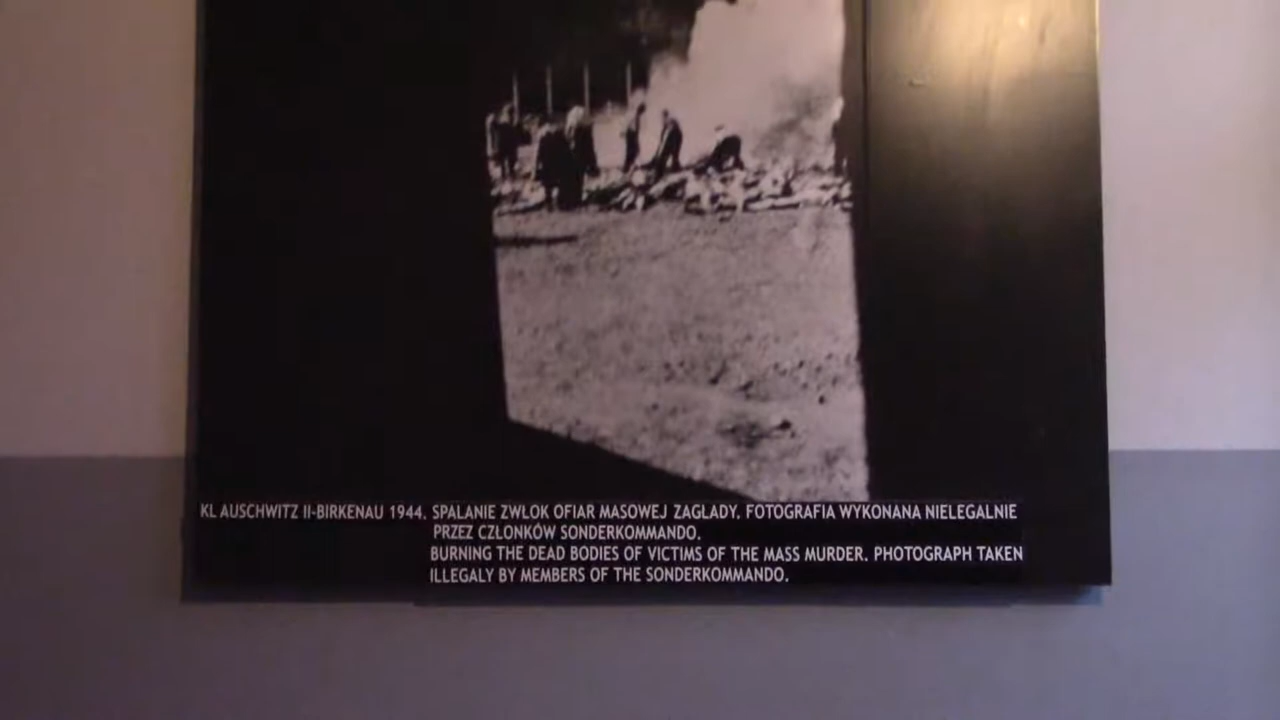 KL AUSCHWITZ II-BIRKENAU 1944. SPALANIE ZWŁOK OFIAR MASOWEJ ZAGŁADY. FOTOGRAFIA WYKONANA NIELEGALNIE
PRZEZ CZŁONKÓW SONDERKOMMANDO.
BURNING THE DEAD BODIES OF VICTIMS OF THE MASS MURDER. PHOTOGRAPH TAKEN
ILLEGALY BY MEMBERS OF THE SONDERKOMMANDO.